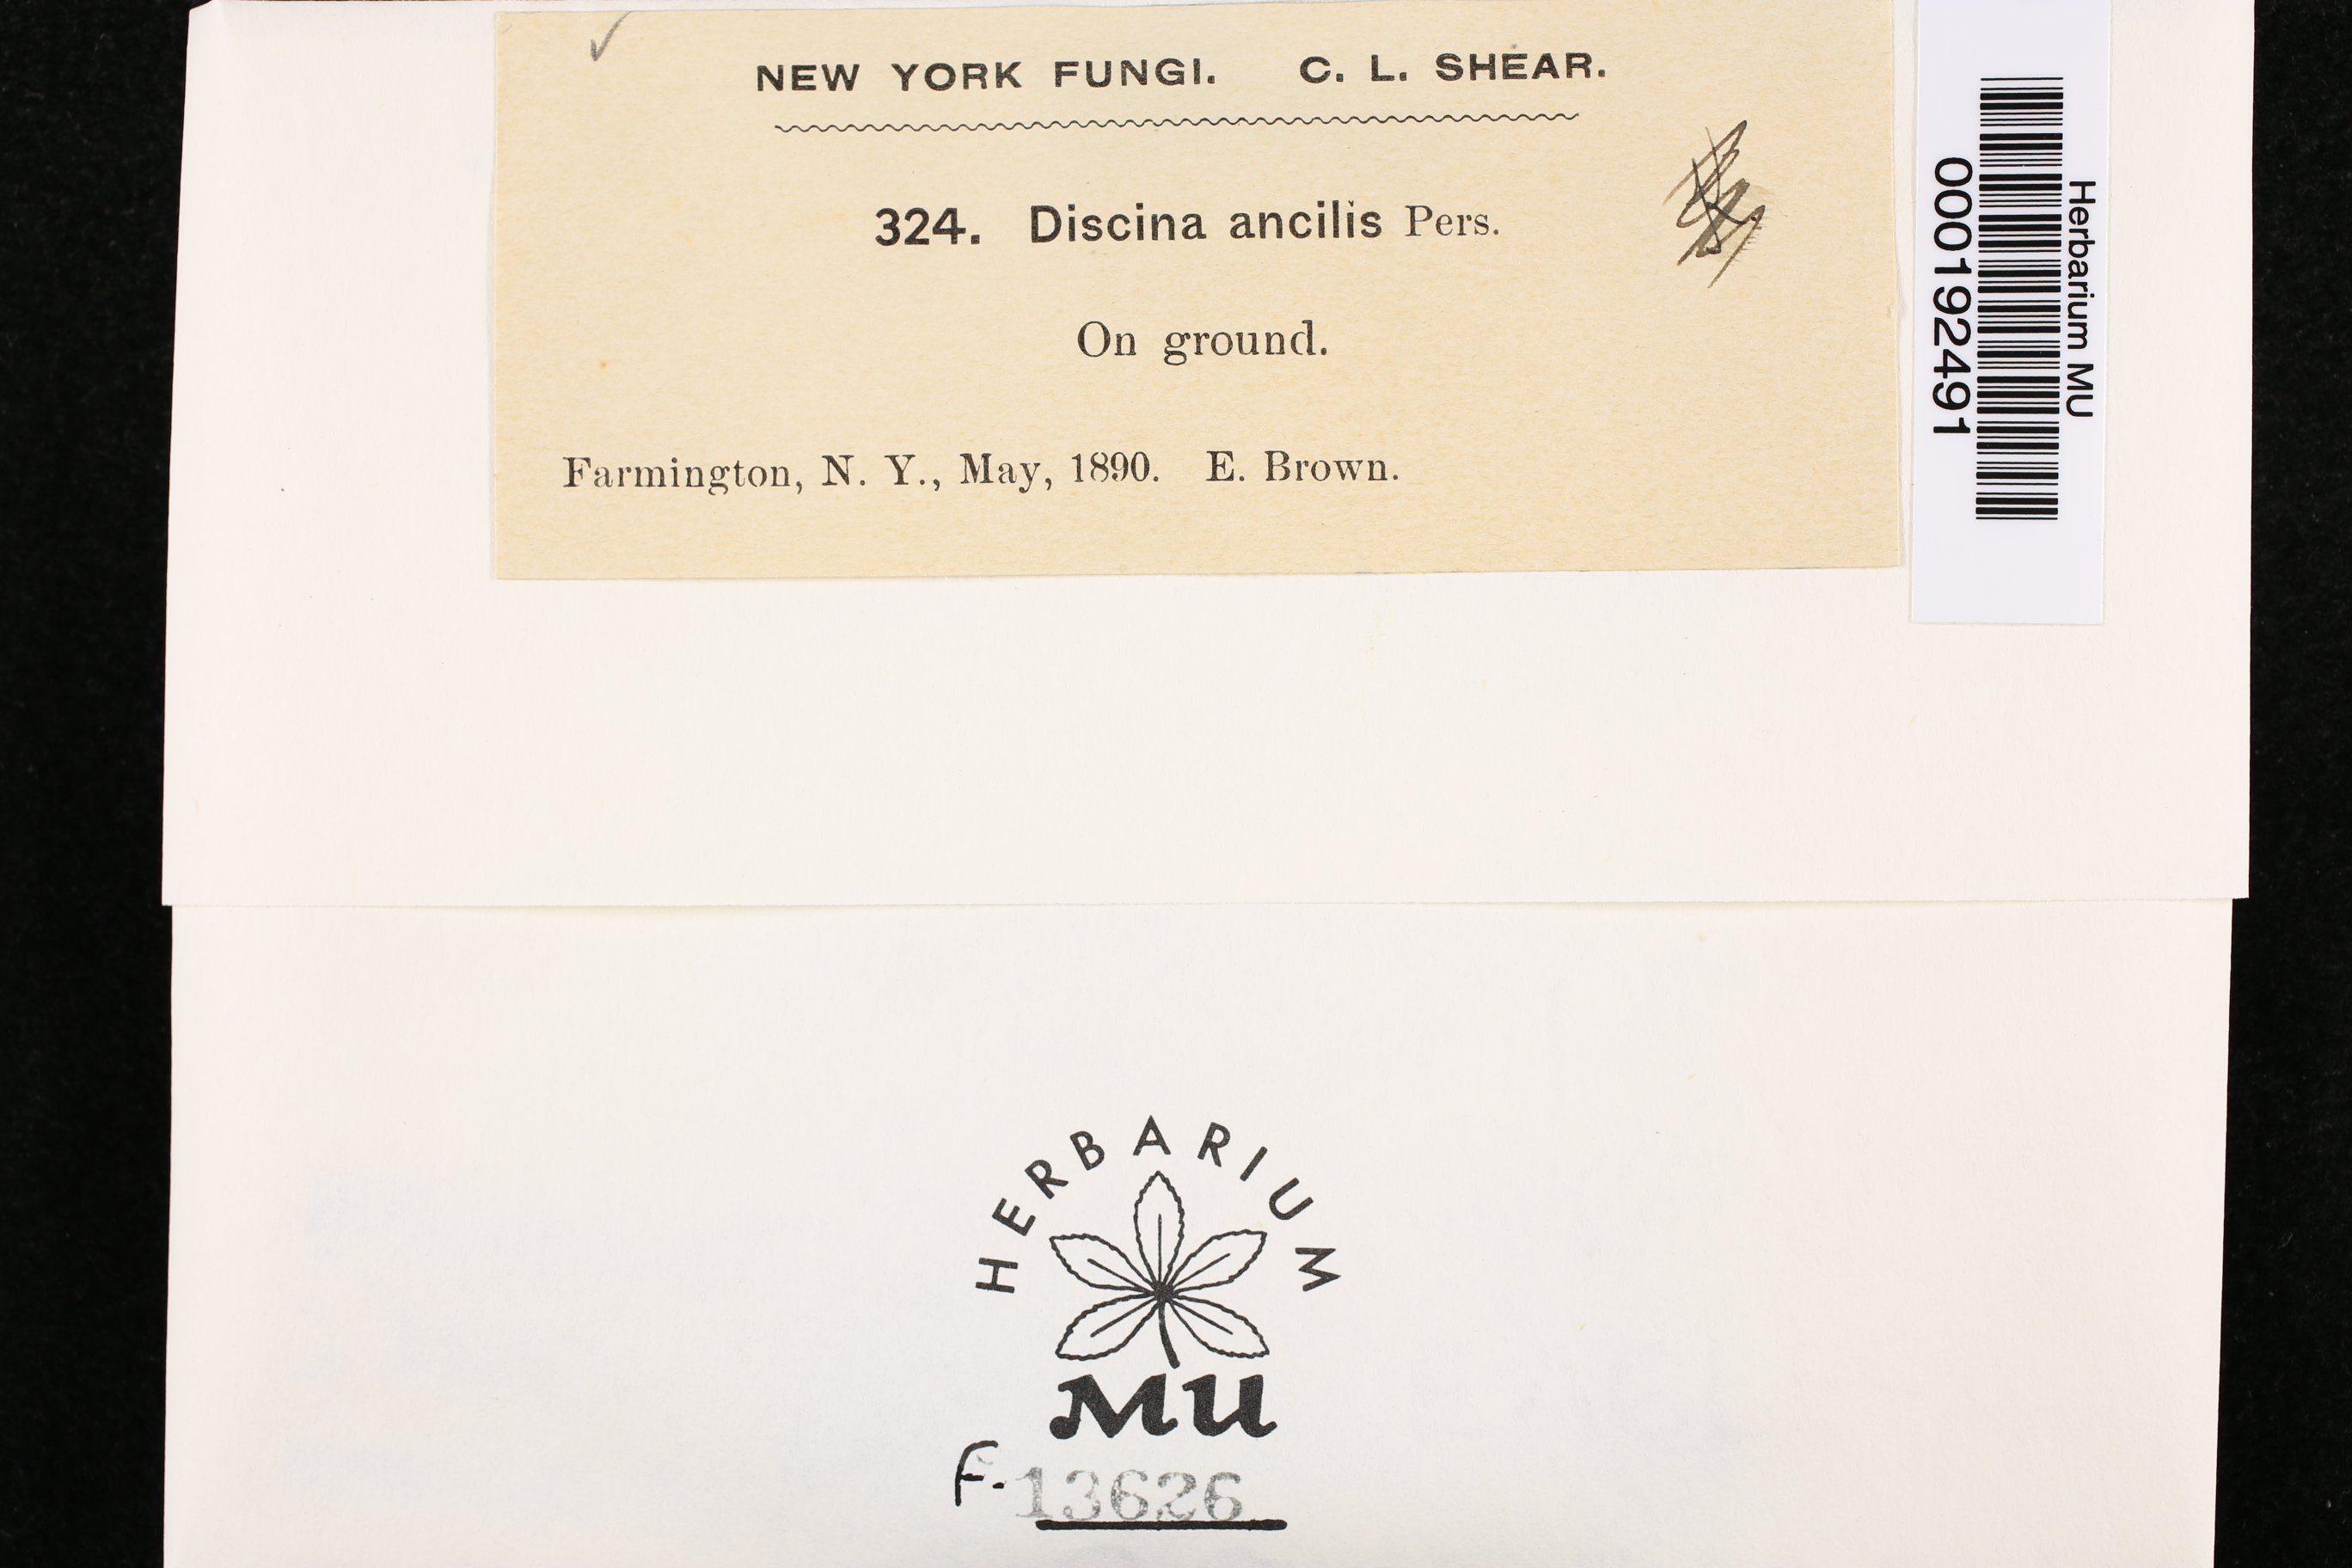 NEW YORK FUNGI. C. L. SHEAR.
324. Discina ancilis Pers.
On ground.
Farmington, N. Y., May, 1890. E. Brown.
Herbarium MU
000192491
HERBARIUM
MU
F. 13626